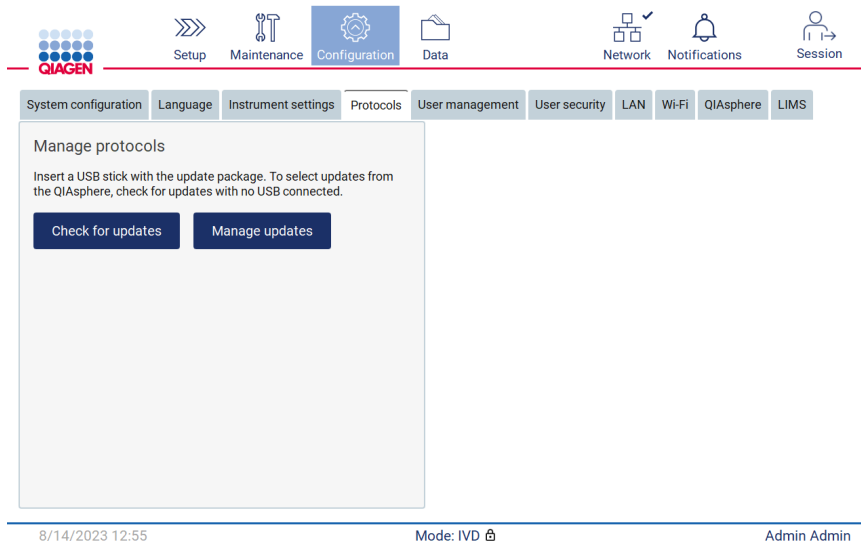 QIAGEN
Setup
Maintenance
Configuration
Data
Network
Notifications
Session
System configuration
Language
Instrument settings
Protocols
User management
User security
LAN
Wi-Fi
QIAsphere
LIMS
Manage protocols
Insert a USB stick with the update package. To select updates from
the QIAsphere, check for updates with no USB connected.
Check for updates
Manage updates
8/14/2023 12:55
Mode: IVD
Admin Admin